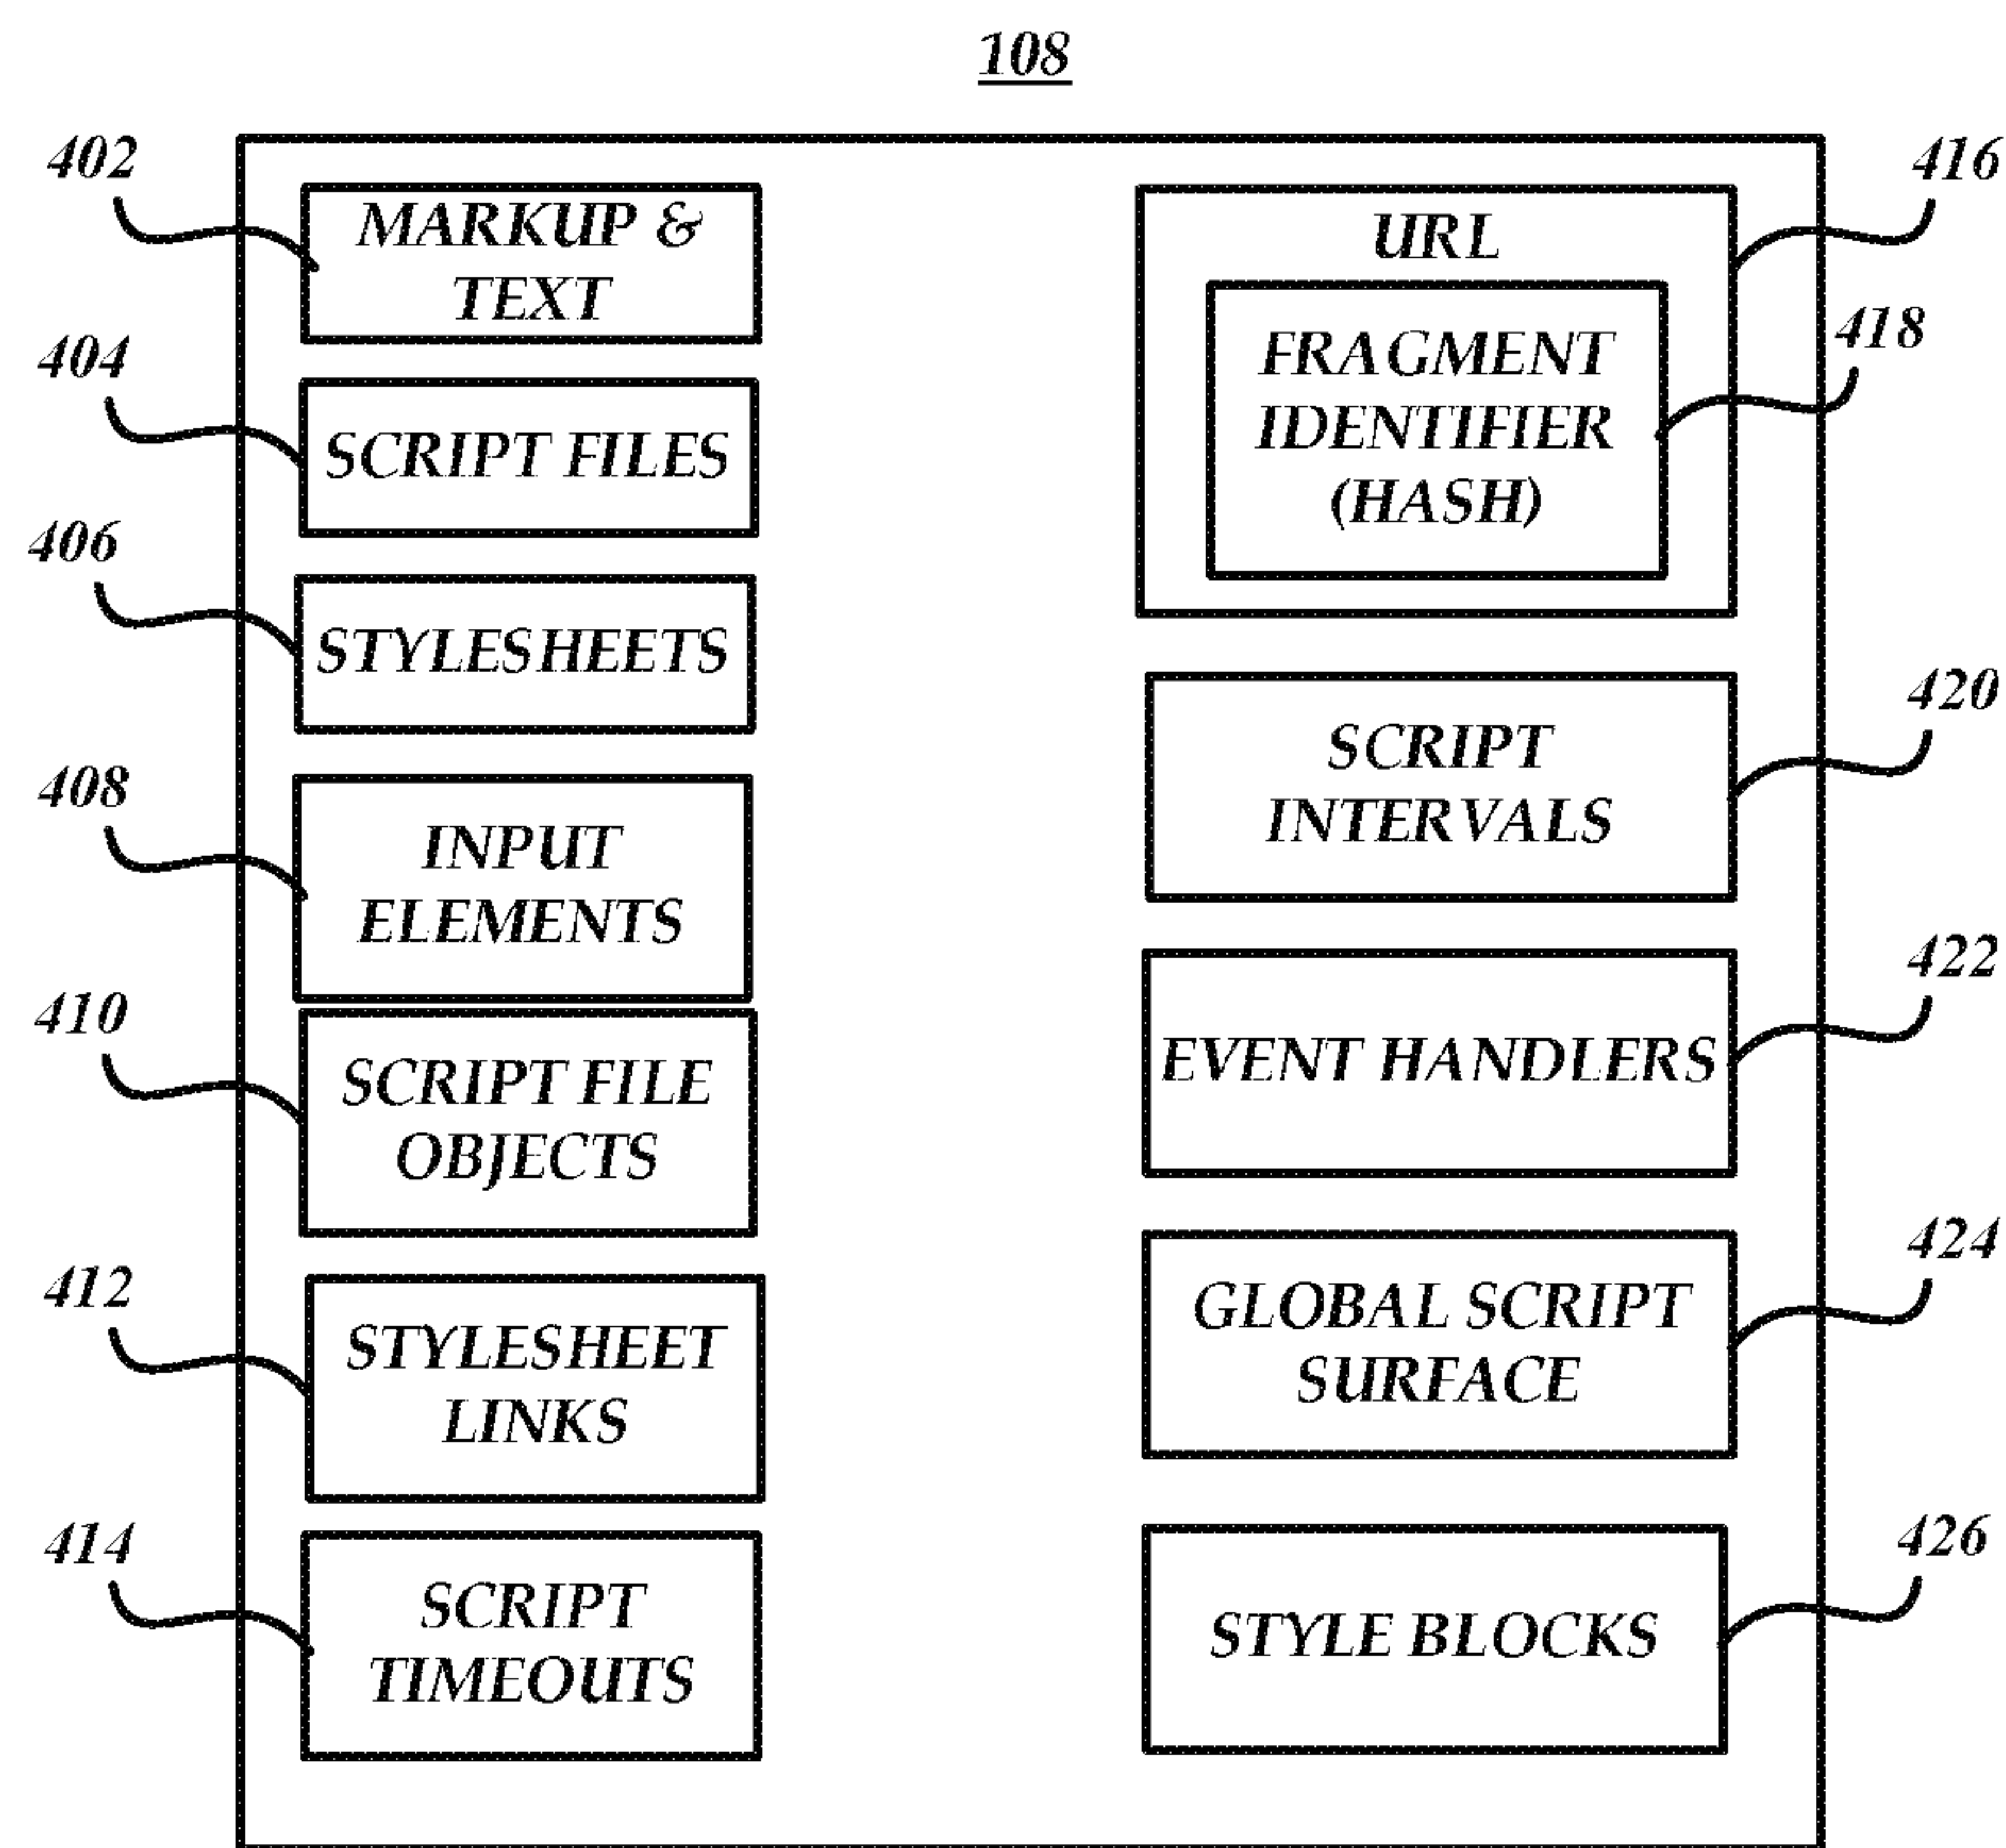 108
402
MARKUP &
TEXT
404
SCRIPT FILES
406
STYLESHEETS
408
INPUT
ELEMENTS
410
SCRIPT FILE
OBJECTS
412
STYLESHEET
LINKS
414
SCRIPT
TIMEOUTS
416
URL
418
FRAGMENT
IDENTIFIER
(HASH)
420
SCRIPT
INTERVALS
422
EVENT HANDLERS
424
GLOBAL SCRIPT
SURFACE
426
STYLE BLOCKS